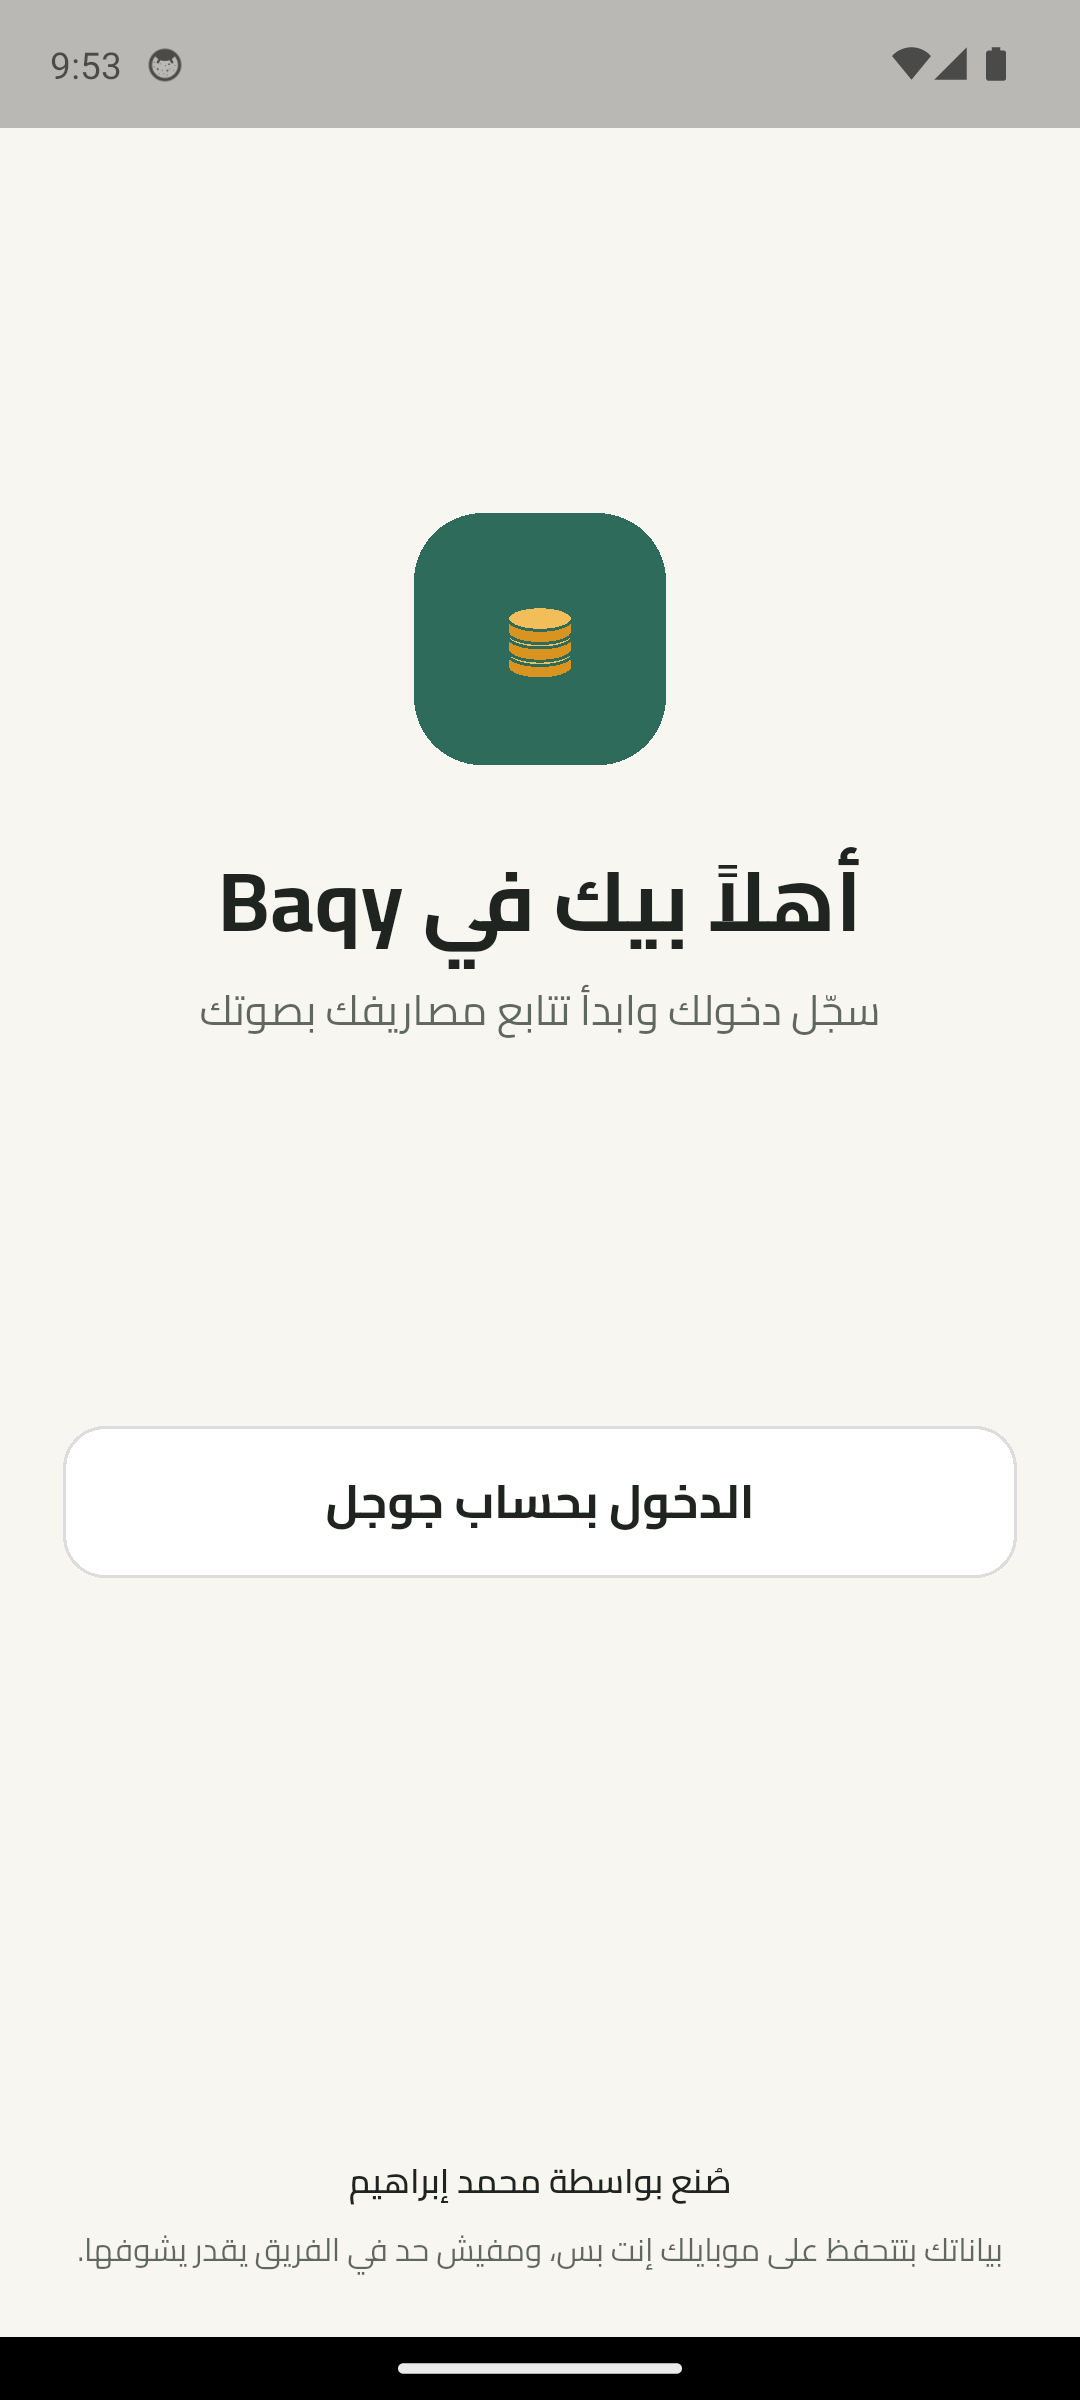 9:53
أهلاً بيك في Baqy
سجّل دخولك وابدأ تتابع مصاريفك بصوتك
الدخول بحساب جوجل
صُنع بواسطة محمد إبراهيم
بياناتك بتتحفظ على موبايلك إنت بس، ومفيش حد في الفريق يقدر يشوفها.